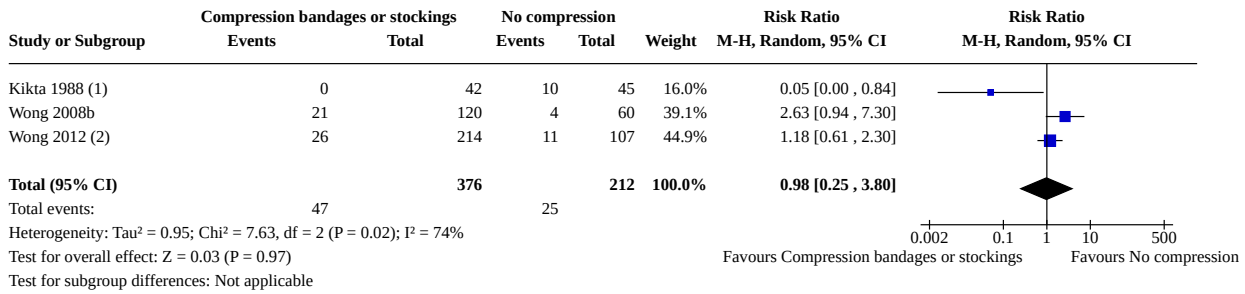 Compression bandages or stockings No compression Risk Ratio Risk Ratio
Study or Subgroup Events Total Events Total Weight M-H, Random, 95% CI M-H, Random, 95% CI
Kikta 1988 (1) 0 42 10 45 16.0% 0.05 [0.00 , 0.84]
Wong 2008b 21 120 4 60 39.1% 2.63 [0.94 , 7.30]
Wong 2012 (2) 26 214 11 107 44.9% 1.18 [0.61 , 2.30]
Total (95% CI) 376 212 100.0% 0.98 [0.25 , 3.80]
Total events: 47 25
Heterogeneity: Tau² = 0.95; Chi² = 7.63, df = 2 (P = 0.02); I² = 74%
0.002 0.1 1 10 500
Test for overall effect: Z = 0.03 (P = 0.97) Favours Compression bandages or stockings Favours No compression
Test for subgroup differences: Not applicable